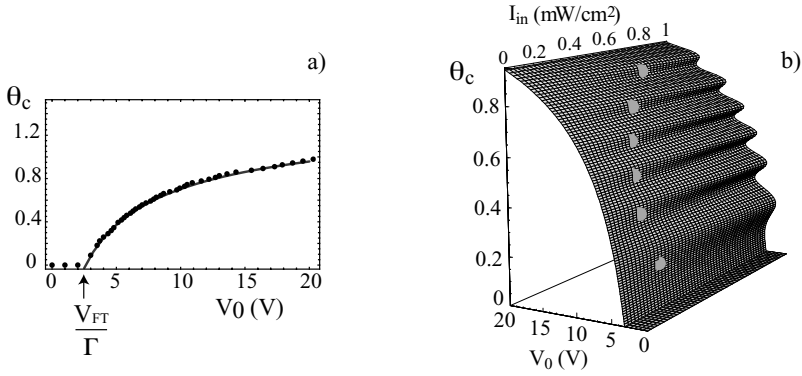 a)
θc
1.2
0.8
0.4
0
0 5 10 15 20
V0 (V)
VFT
Γ
b)
Iin (mW/cm²)
0 0.2 0.4 0.6 0.8 1
θc
0.8
0.6
0.4
0.2
0
20 15 10 5 0
V0 (V)